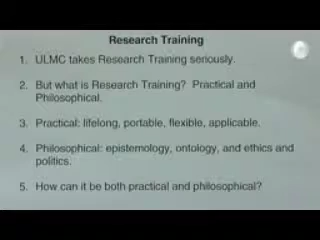 Research Training
1. ULMC takes Research Training seriously.
2. But what is Research Training? Practical and
Philosophical.
3. Practical: lifelong, portable, flexible, applicable.
4. Philosophical: epistemology, ontology, and ethics and
politics.
5. How can it be both practical and philosophical?